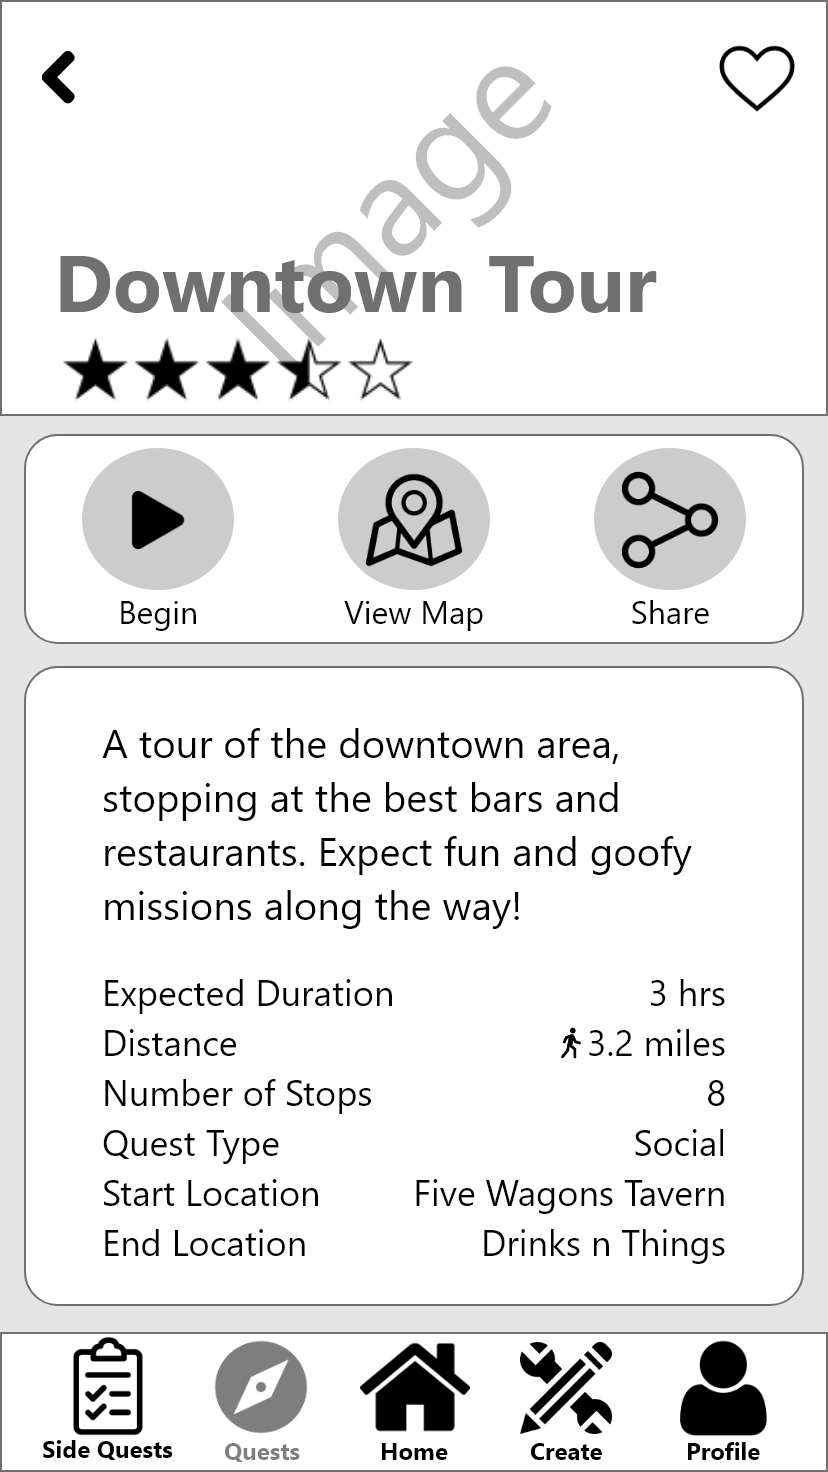 Image
Downtown Tour
Begin
View Map
Share
A tour of the downtown area,
stopping at the best bars and
restaurants. Expect fun and goofy
missions along the way!
Expected Duration 3 hrs
Distance 3.2 miles
Number of Stops 8
Quest Type Social
Start Location Five Wagons Tavern
End Location Drinks n Things
Side Quests
Quests
Home
Create
Profile